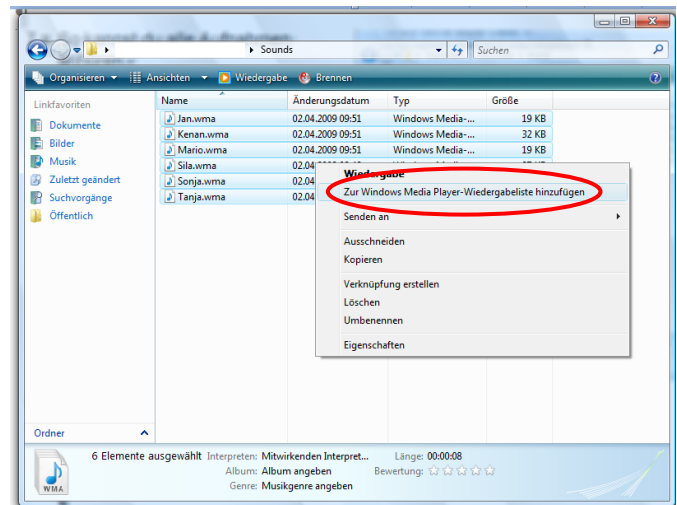 Sounds
Suchen
Organisieren Ansichten Wiedergabe Brennen
Linkfavoriten
Dokumente
Bilder
Musik
Zuletzt geändert
Suchvorgänge
Öffentlich
Ordner
Name Änderungsdatum Typ Größe
Jan.wma 02.04.2009 09:51 Windows Media-... 19 KB
Kenan.wma 02.04.2009 09:51 Windows Media-... 32 KB
Mario.wma 02.04.2009 09:51 Windows Media-... 19 KB
Sila.wma 02.04
Sonja.wma 02.04
Tanja.wma 02.04
Wiedergabe
Zur Windows Media Player-Wiedergabeliste hinzufügen
Senden an
Ausschneiden
Kopieren
Verknüpfung erstellen
Löschen
Umbenennen
Eigenschaften
6 Elemente ausgewählt Interpreten: Mitwirkenden Interpret... Länge: 00:00:08
Album: Album angeben Bewertung:
Genre: Musikgenre angeben
WMA